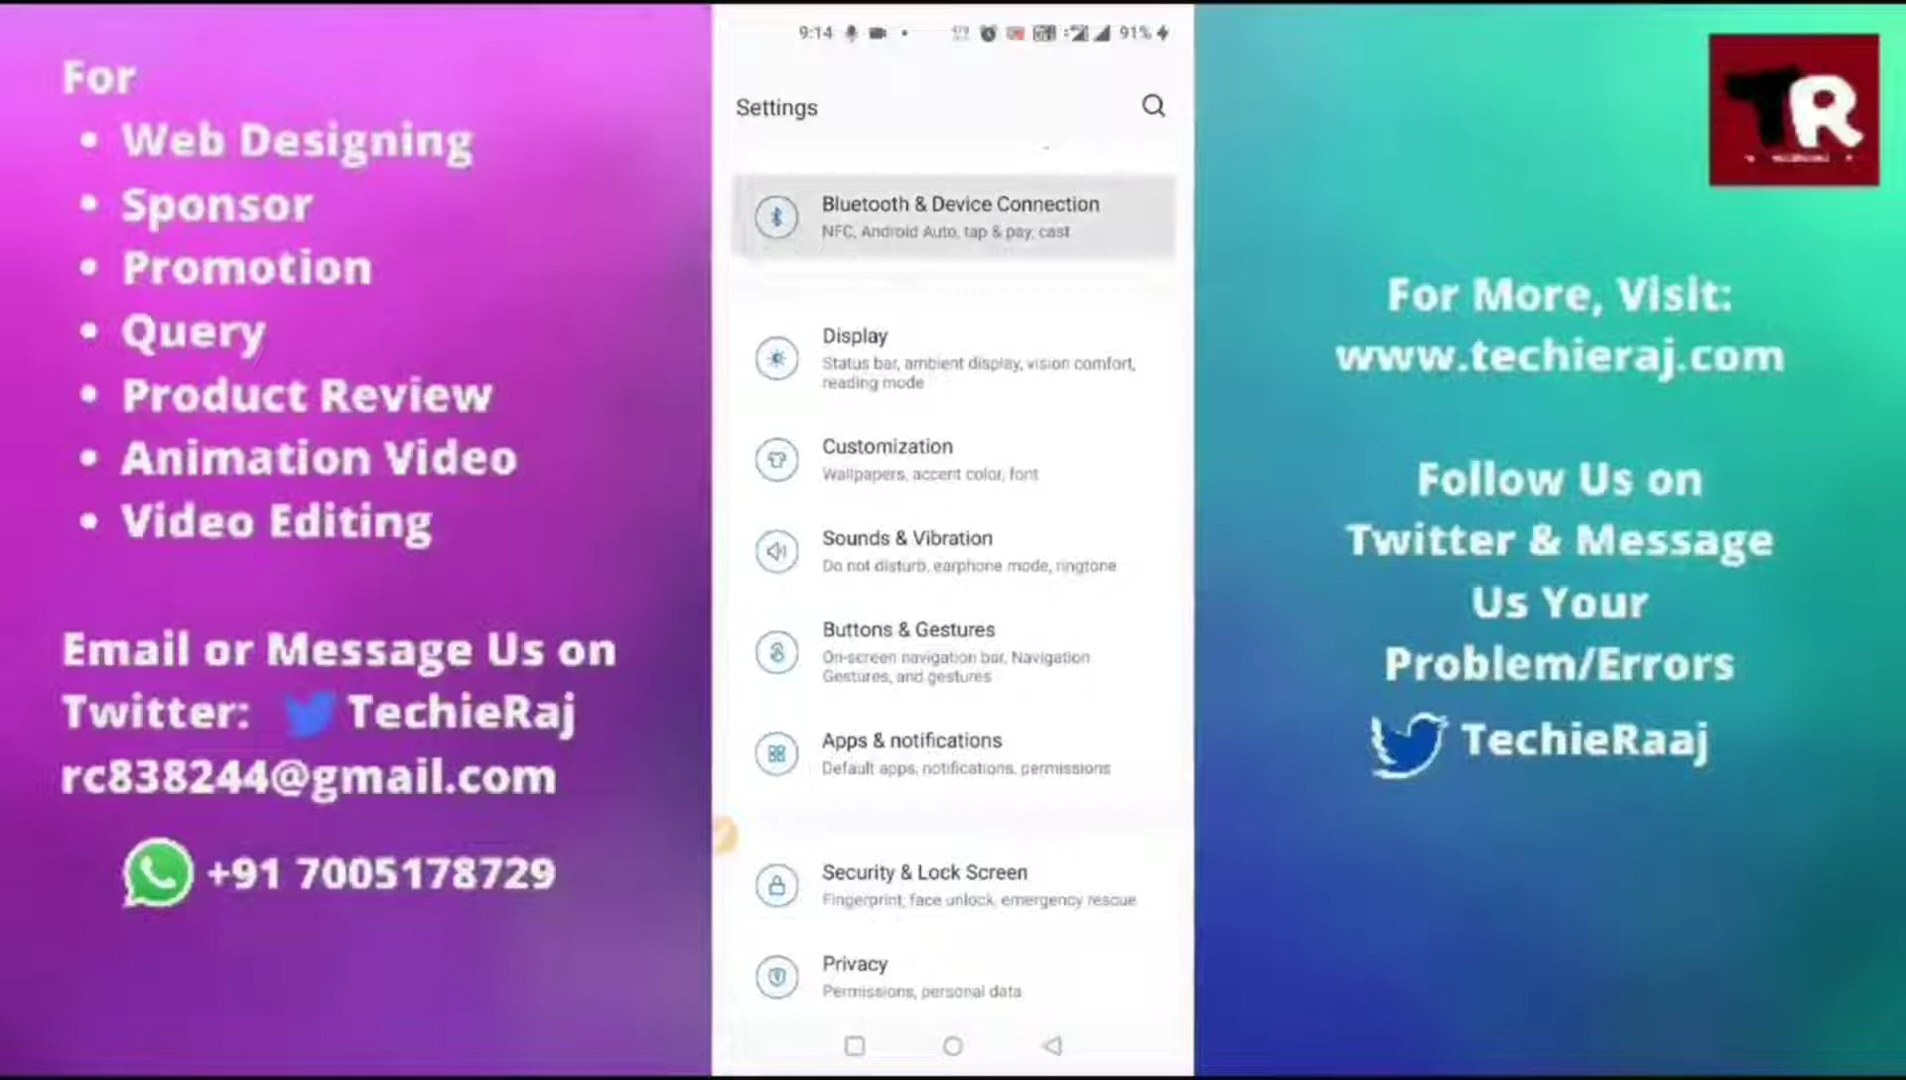 For
• Web Designing
• Sponsor
• Promotion
• Query
• Product Review
• Animation Video
• Video Editing
Email or Message Us on
Twitter: TechieRaj
rc838244@gmail.com
+91 7005178729
9:14
91%
Settings
Bluetooth & Device Connection
NFC, Android Auto, tap & pay, cast
Display
Status bar, ambient display, vision comfort,
reading mode
Customization
Wallpapers, accent color, font
Sounds & Vibration
Do not disturb, earphone mode, ringtone
Buttons & Gestures
On-screen navigation bar, Navigation
Gestures, and gestures
Apps & notifications
Default apps, notifications, permissions
Security & Lock Screen
Fingerprint, face unlock, emergency rescue
Privacy
Permissions, personal data
TR
For More, Visit:
www.techieraj.com
Follow Us on
Twitter & Message
Us Your
Problem/Errors
TechieRaaj